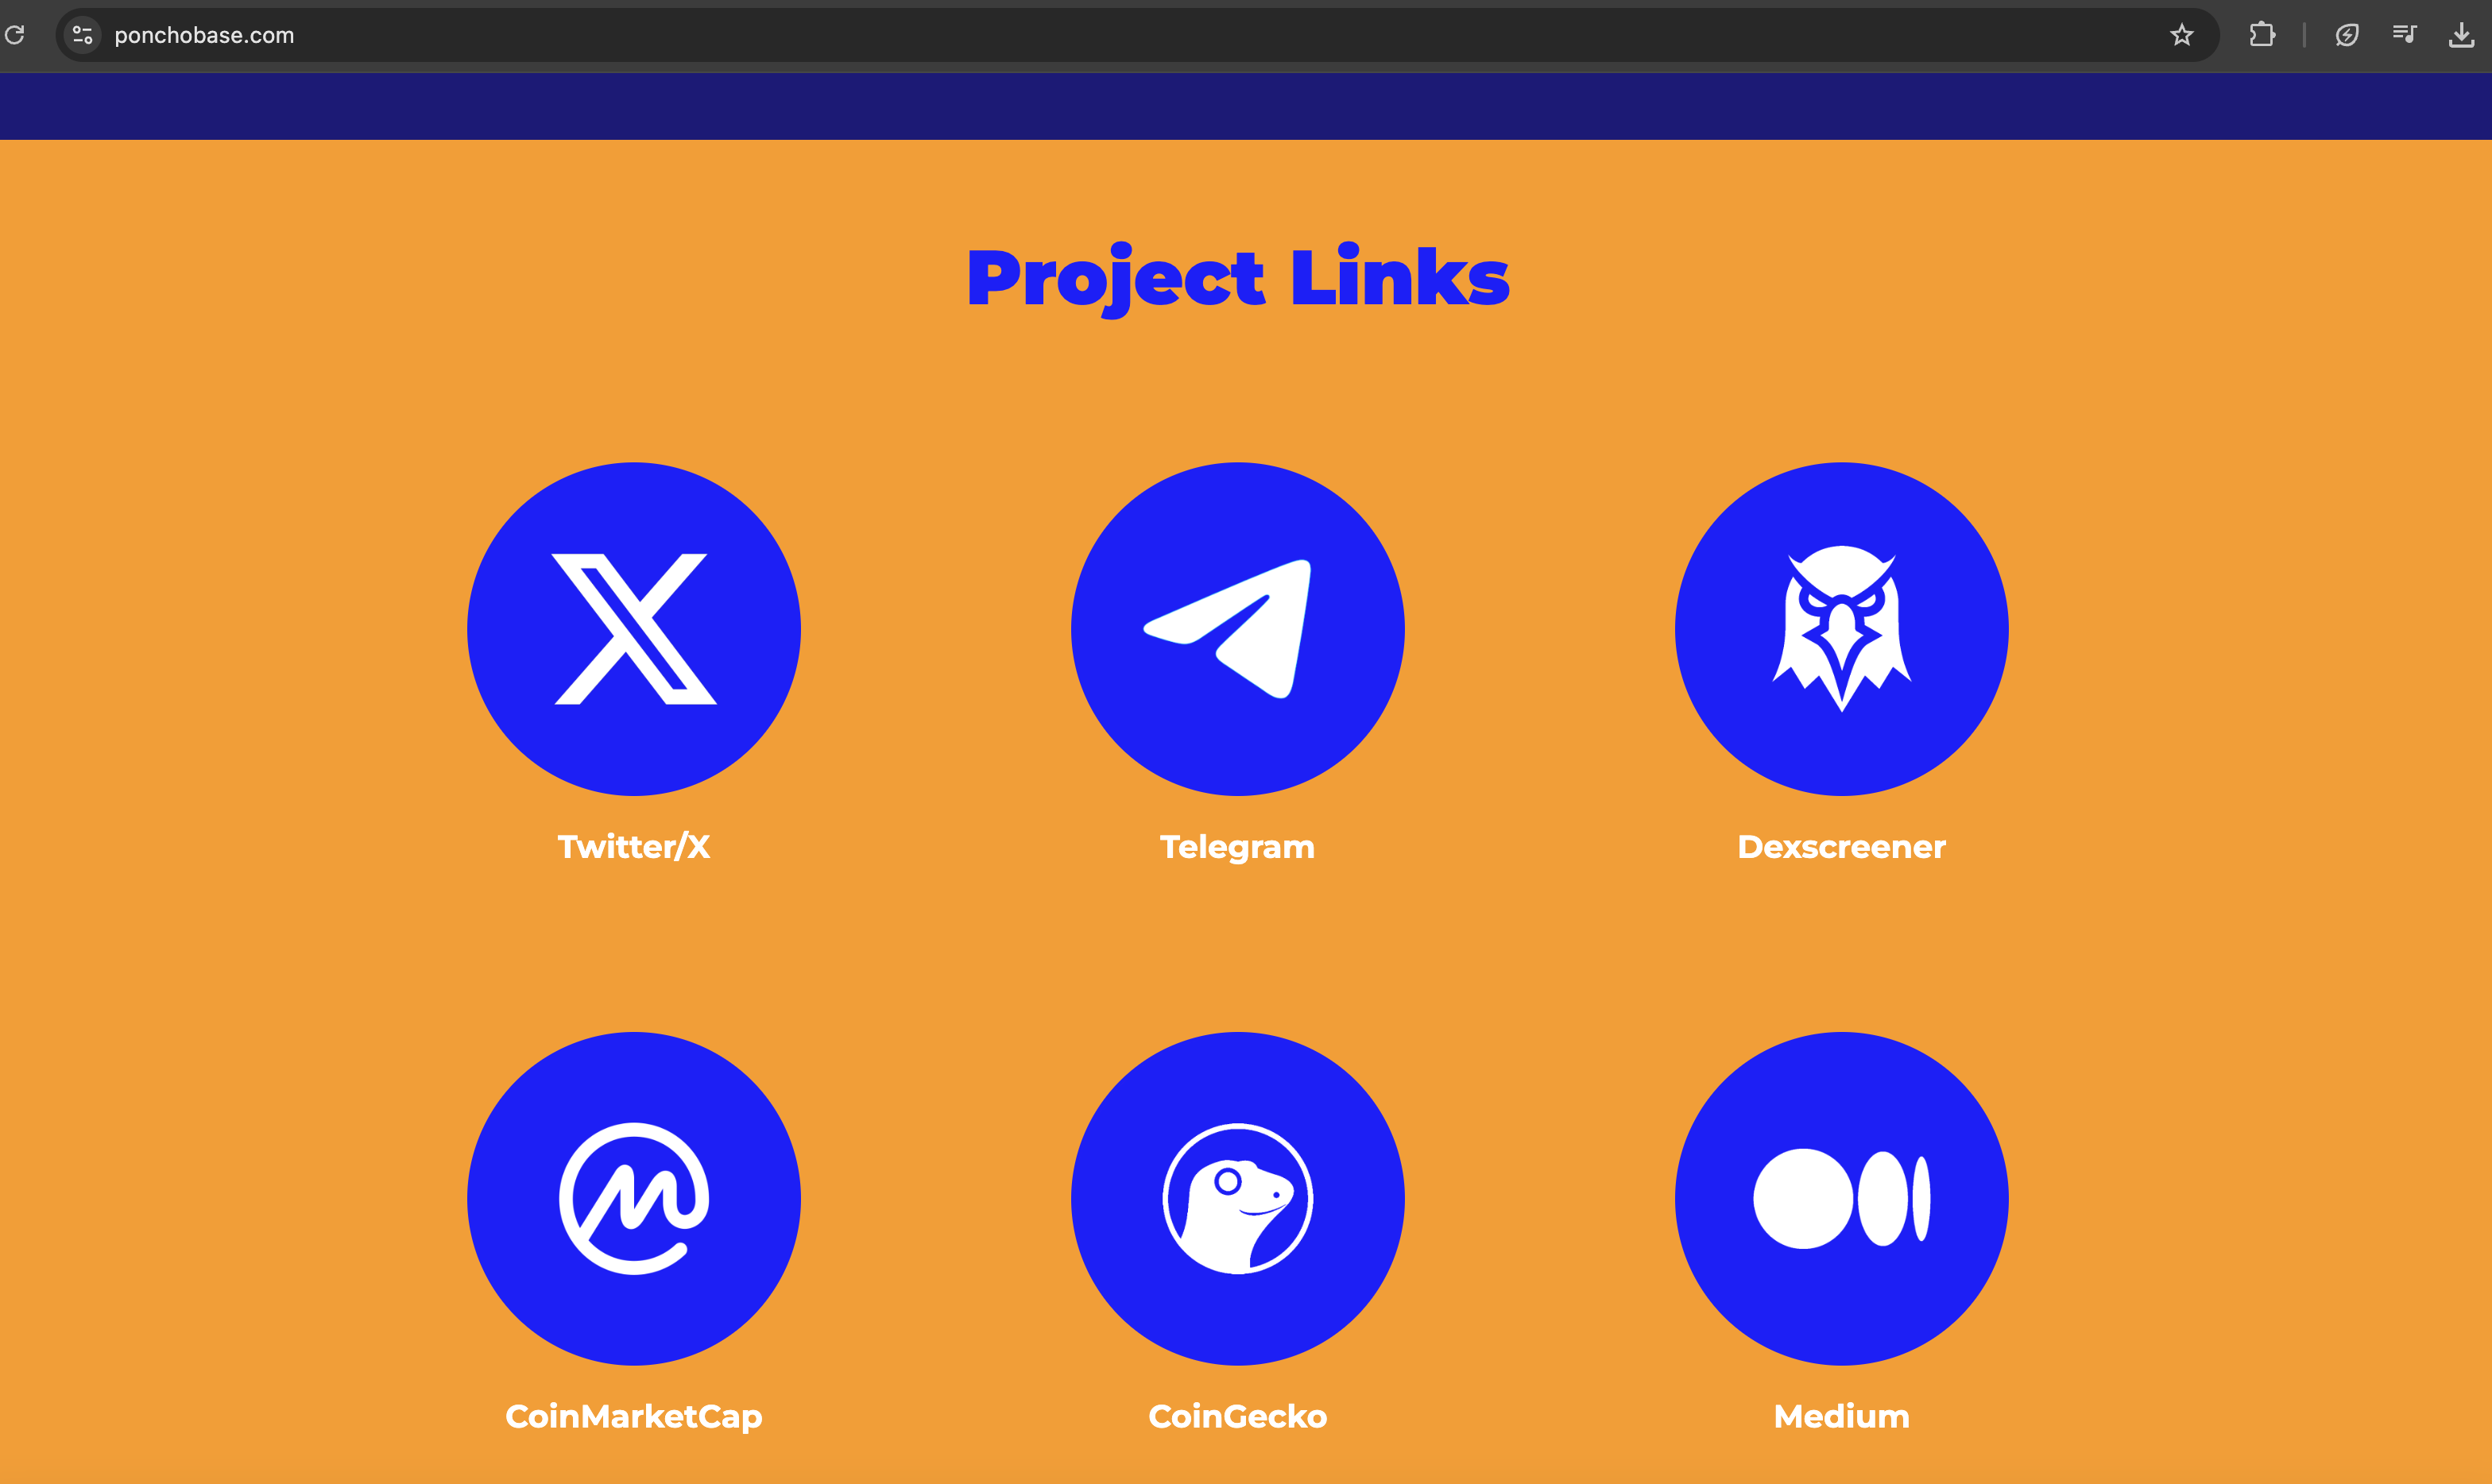 ponchobase.com
Project Links
Twitter/X
Telegram
Dexscreener
CoinMarketCap
CoinGecko
Medium